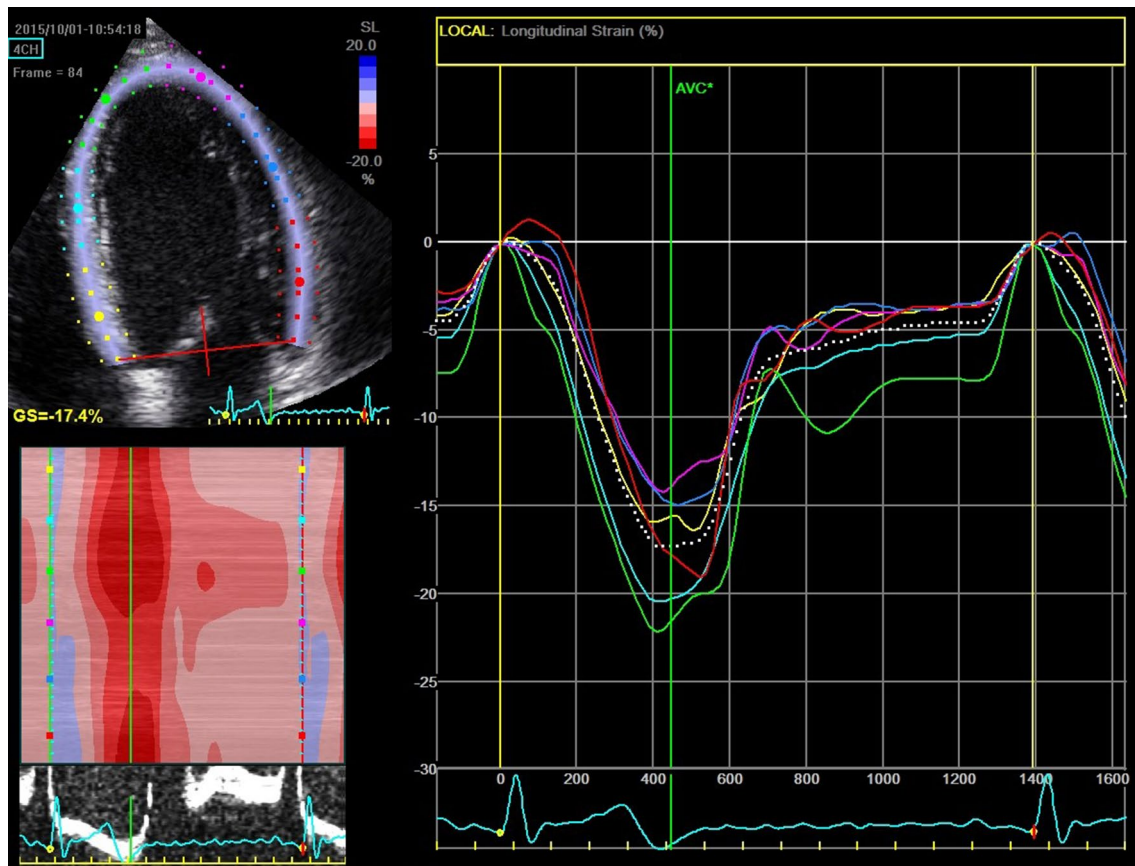 2015/10/01-10:54:18
4CH
Frame = 84
SL
20.0
-20.0
%
GS=-17.4%
LOCAL: Longitudinal Strain (%)
AVC*
5
0
-5
-10
-15
-20
-25
-30
0 200 400 600 800 1000 1200 1400 1600